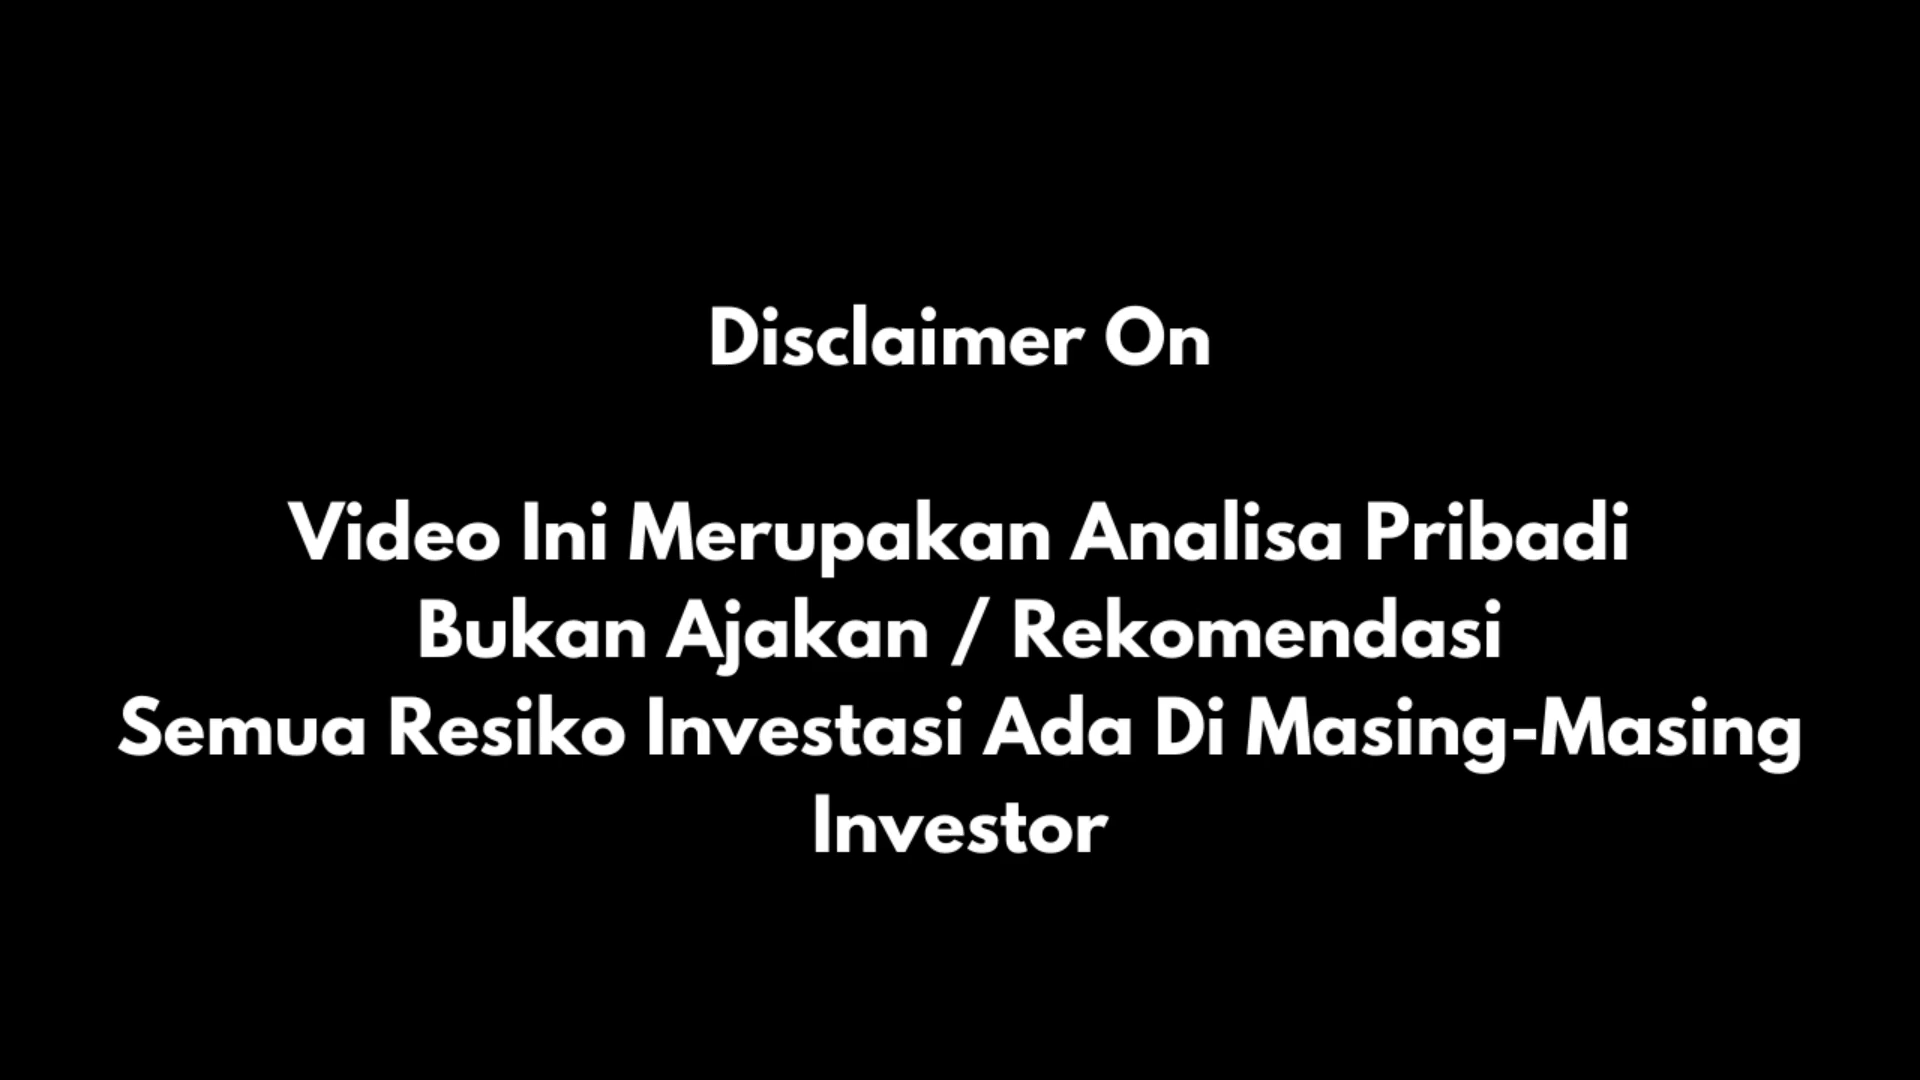 Disclaimer On
Video Ini Merupakan Analisa Pribadi
Bukan Ajakan / Rekomendasi
Semua Resiko Investasi Ada Di Masing-Masing
Investor